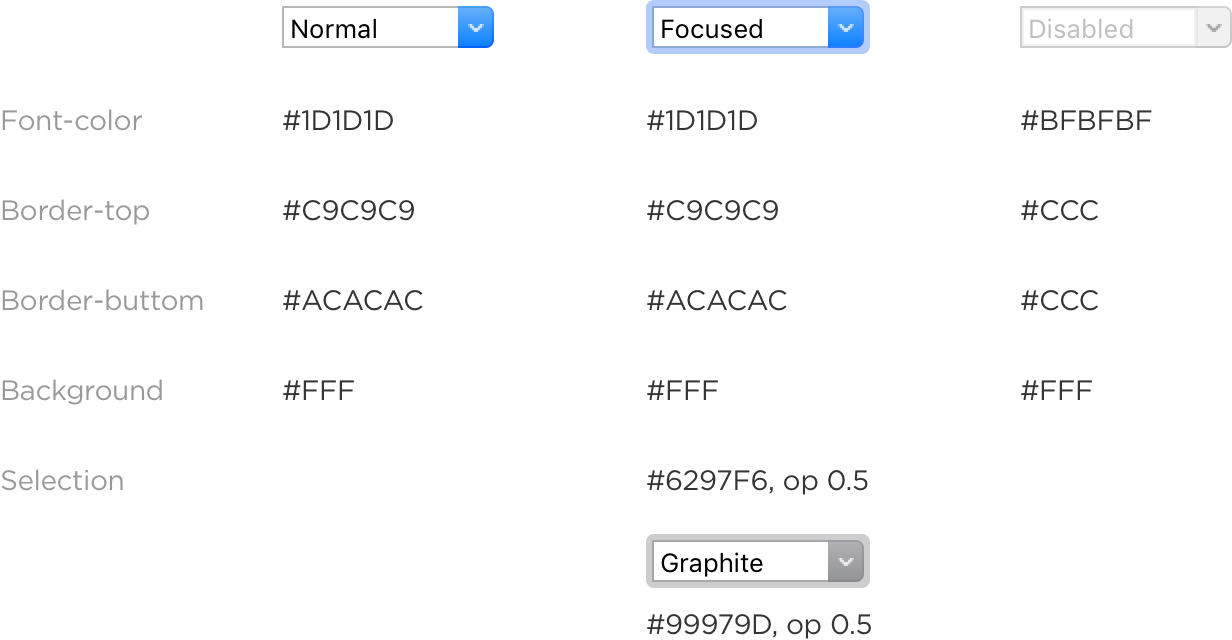 Normal Focused Disabled
Font-color #1D1D1D #1D1D1D #BFBFBF
Border-top #C9C9C9 #C9C9C9 #CCC
Border-buttom #ACACAC #ACACAC #CCC
Background #FFF #FFF #FFF
Selection #6297F6, op 0.5
Graphite
#99979D, op 0.5